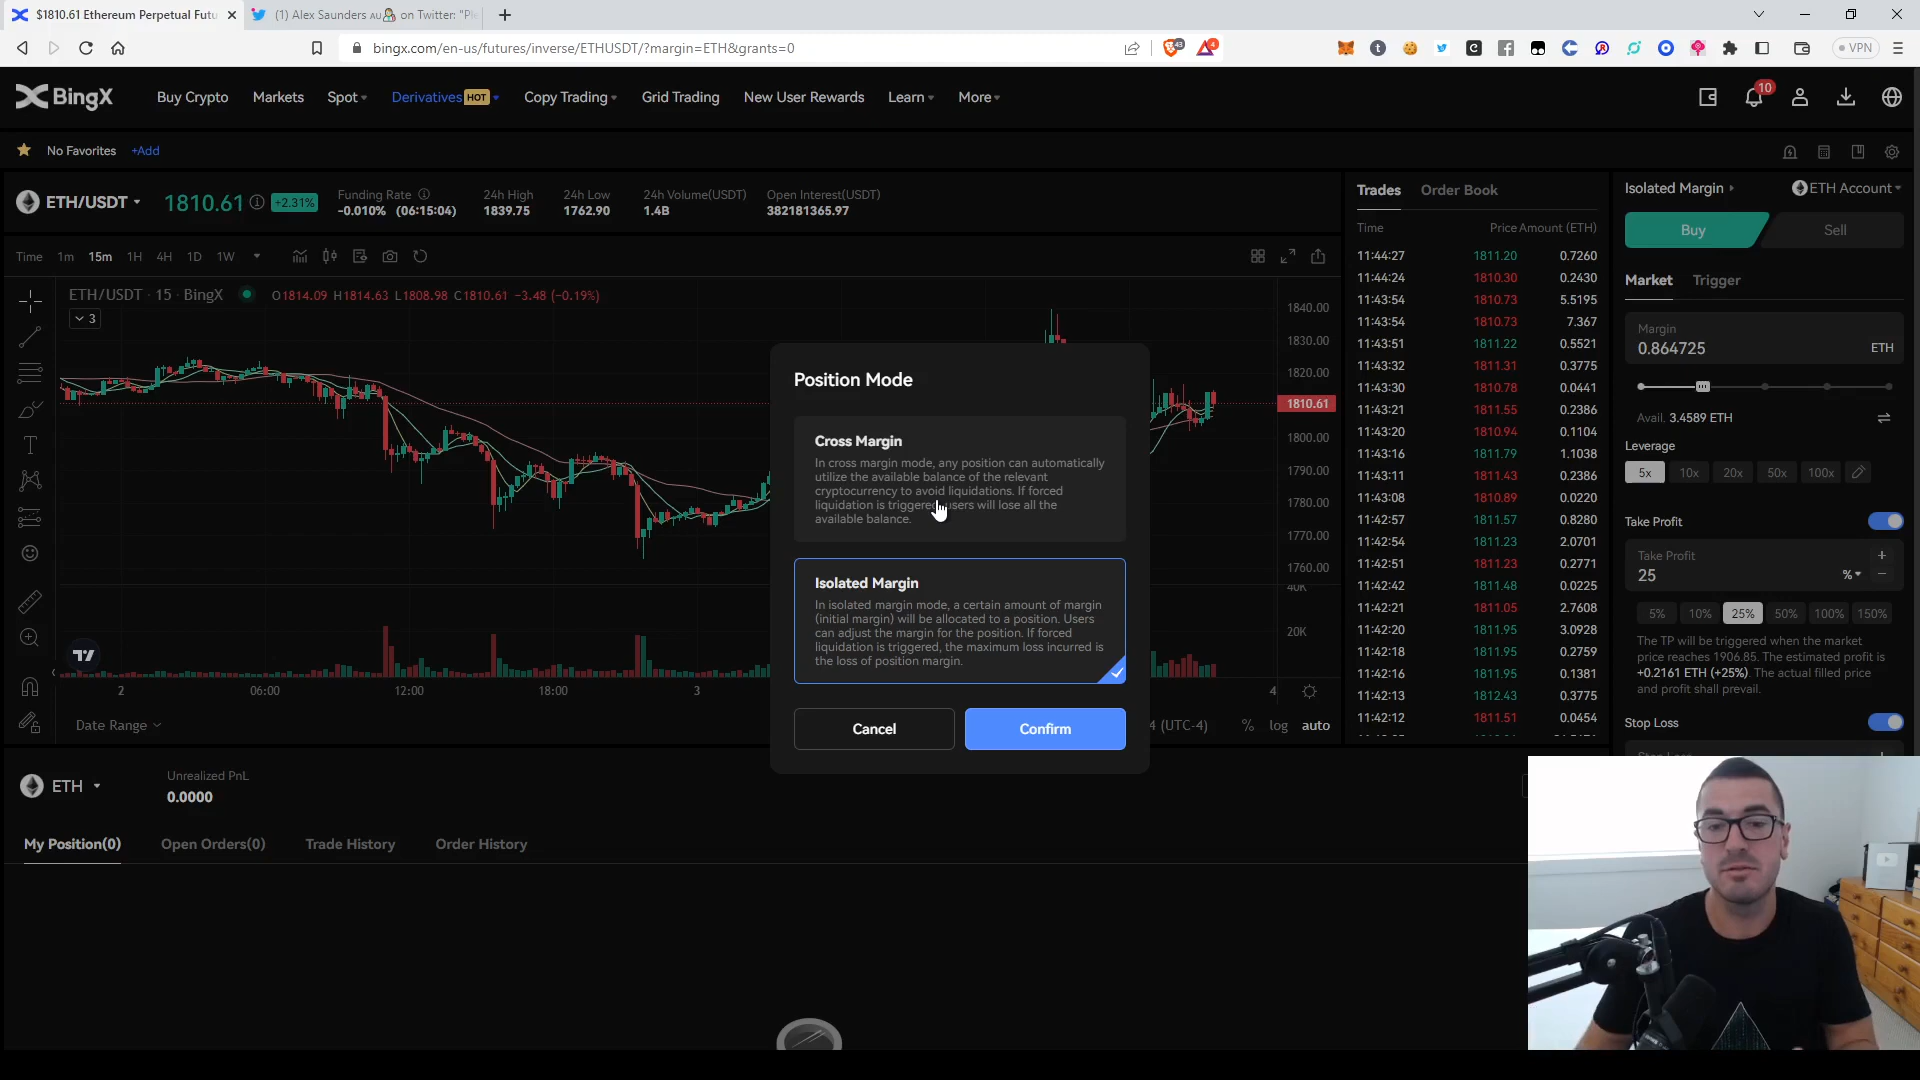 $1810.61 Ethereum Perpetual Futu
(1) Alex Saunders AU on Twitter: "Pl
bingx.com/en-us/futures/inverse/ETHUSDT/?margin=ETH&grants=0
43
4
VPN
BingX
Buy Crypto
Markets
Spot
Derivatives HOT
Copy Trading
Grid Trading
New User Rewards
Learn
More
10
No Favorites
+Add
ETH/USDT
1810.61
+2.31%
Funding Rate
-0.010% (06:15:04)
24h High
1839.75
24h Low
1762.90
24h Volume(USDT)
1.4B
Open Interest(USDT)
382181365.97
Time 1m 15m 1H 4H 1D 1W
ETH/USDT · 15 · BingX
O1814.09 H1814.63 L1808.98 C1810.61 −3.48 (−0.19%)
3
1840.00
1830.00
1820.00
1810.61
1800.00
1790.00
1780.00
1770.00
1760.00
40K
20K
2 06:00 12:00 18:00 3 4
Date Range
4 (UTC-4)
% log auto
Position Mode
Cross Margin
In cross margin mode, any position can automatically
utilize the available balance of the relevant
cryptocurrency to avoid liquidations. If forced
liquidation is triggered, users will lose all the
available balance.
Isolated Margin
In isolated margin mode, a certain amount of margin
(initial margin) will be allocated to a position. Users
can adjust the margin for the position. If forced
liquidation is triggered, the maximum loss incurred is
the loss of position margin.
Cancel
Confirm
Trades
Order Book
Time Price Amount (ETH)
11:44:27 1811.20 0.7260
11:44:24 1810.30 0.2430
11:43:54 1810.73 5.5195
11:43:54 1810.73 7.367
11:43:51 1811.22 0.5521
11:43:32 1811.31 0.3775
11:43:30 1810.78 0.0441
11:43:21 1811.55 0.2386
11:43:20 1810.94 0.1104
11:43:16 1811.79 1.1038
11:43:11 1811.43 0.2386
11:43:08 1810.89 0.0220
11:42:57 1811.57 0.8280
11:42:54 1811.23 2.0701
11:42:51 1811.23 0.2771
11:42:42 1811.48 0.0225
11:42:21 1811.05 2.7608
11:42:20 1811.95 3.0928
11:42:18 1811.95 0.2759
11:42:16 1811.95 0.1381
11:42:13 1812.43 0.3775
11:42:12 1811.51 0.0454
Isolated Margin
ETH Account
Buy
Sell
Market
Trigger
Margin
0.864725
ETH
Avail. 3.4589 ETH
Leverage
5x 10x 20x 50x 100x
Take Profit
Take Profit
25
%
5% 10% 25% 50% 100% 150%
The TP will be triggered when the market
price reaches 1906.85. The estimated profit is
+0.2161 ETH (+25%). The actual filled price
and profit shall prevail.
Stop Loss
ETH
Unrealized PnL
0.0000
My Position(0)
Open Orders(0)
Trade History
Order History